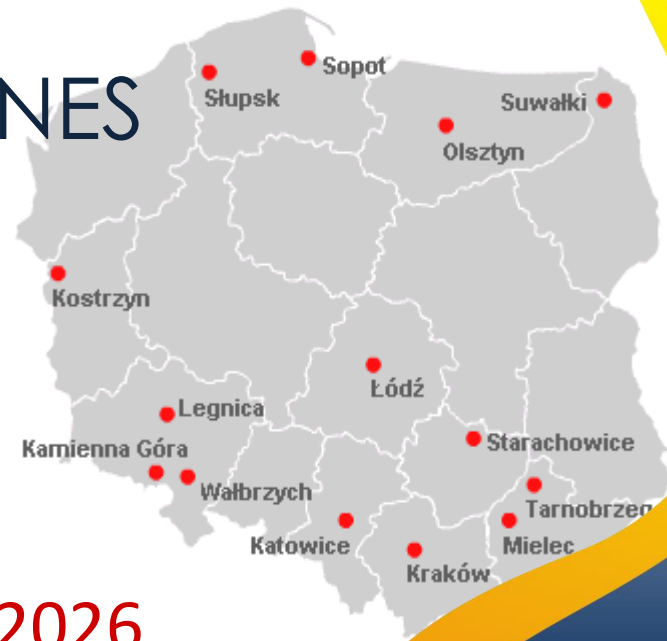 Sopot
NES
Słupsk
Suwałki
Olsztyn
Kostrzyn
Łódź
Legnica
Starachowice
Kamienna Góra
Wałbrzych
Tarnobrzeg
Katowice
Mielec
Kraków
2026